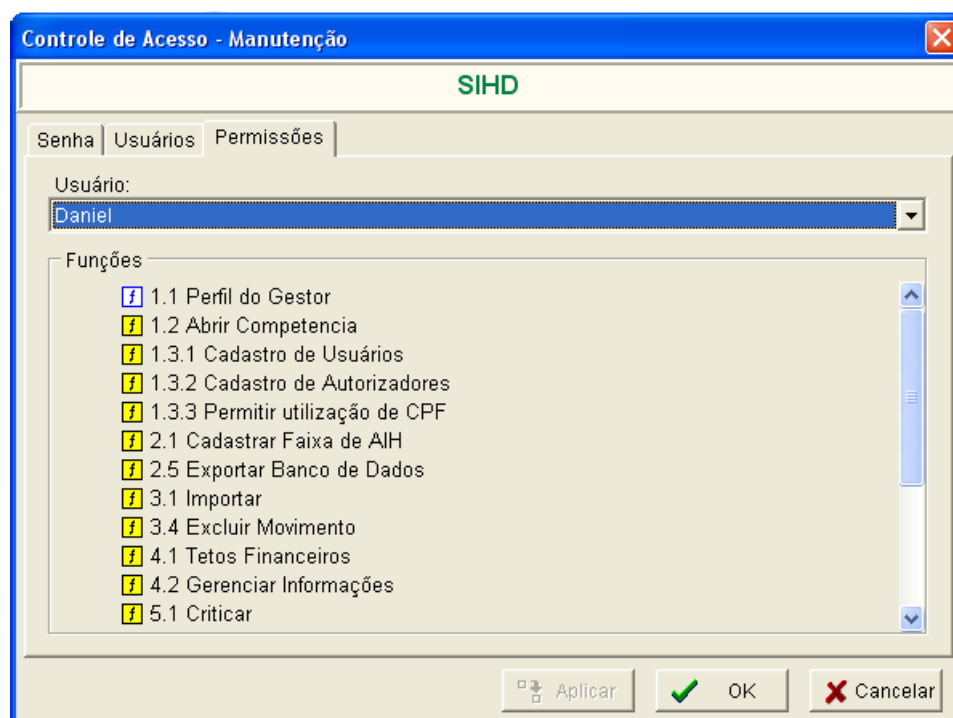 Controle de Acesso - Manutenção
SIHD
Senha Usuários Permissões
Usuário:
Daniel
Funções
1.1 Perfil do Gestor
1.2 Abrir Competencia
1.3.1 Cadastro de Usuários
1.3.2 Cadastro de Autorizadores
1.3.3 Permitir utilização de CPF
2.1 Cadastrar Faixa de AIH
2.5 Exportar Banco de Dados
3.1 Importar
3.4 Excluir Movimento
4.1 Tetos Financeiros
4.2 Gerenciar Informações
5.1 Criticar
Aplicar OK Cancelar